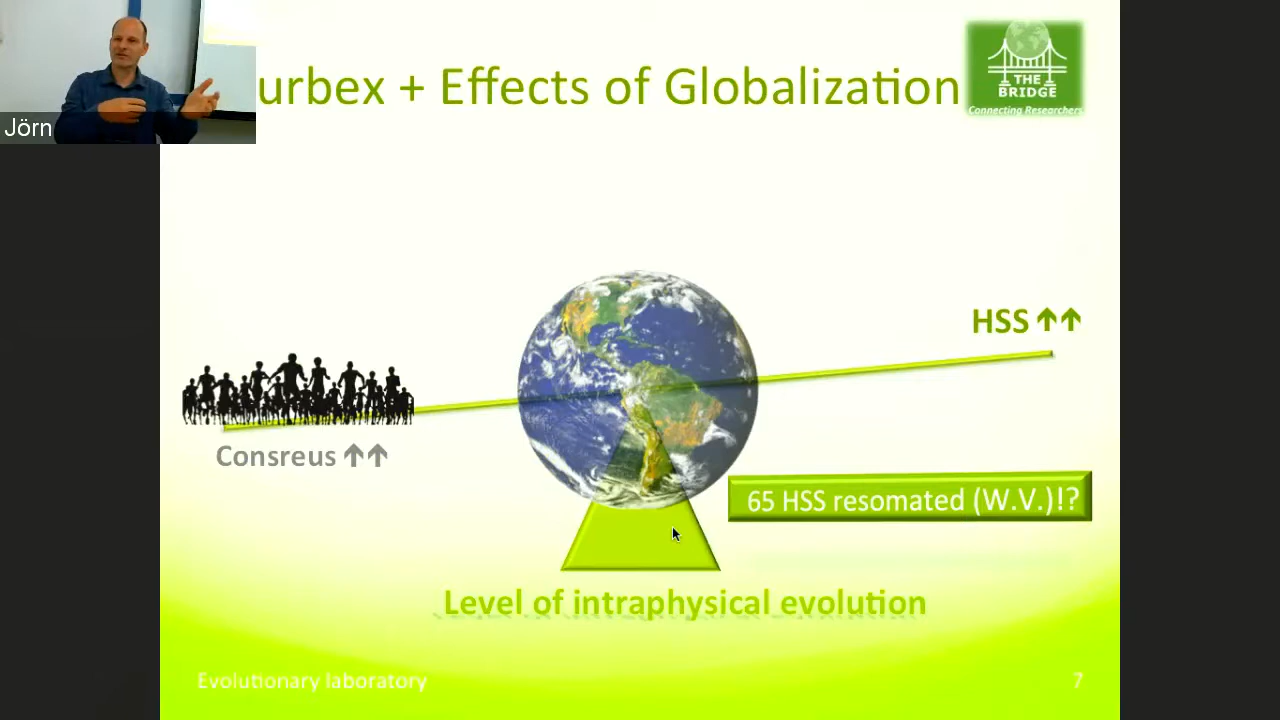 Jörn
urbex + Effects of Globalization
THE
BRIDGE
Connecting Researchers
HSS ↑↑
Consreus ↑↑
65 HSS resomated (W.V.)!?
Level of intraphysical evolution
Evolutionary laboratory
7